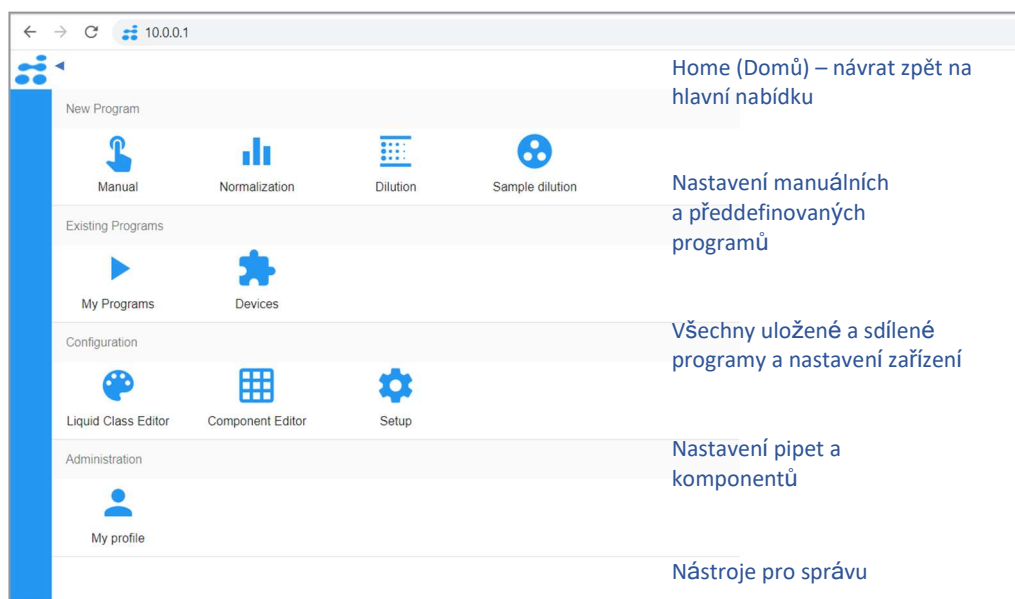 10.0.0.1
Home (Domů) – návrat zpět na
hlavní nabídku
New Program
Manual
Normalization
Dilution
Sample dilution
Nastavení manuálních
a předdefinovaných
programů
Existing Programs
My Programs
Devices
Všechny uložené a sdílené
programy a nastavení zařízení
Configuration
Liquid Class Editor
Component Editor
Setup
Nastavení pipet a
komponentů
Administration
My profile
Nástroje pro správu